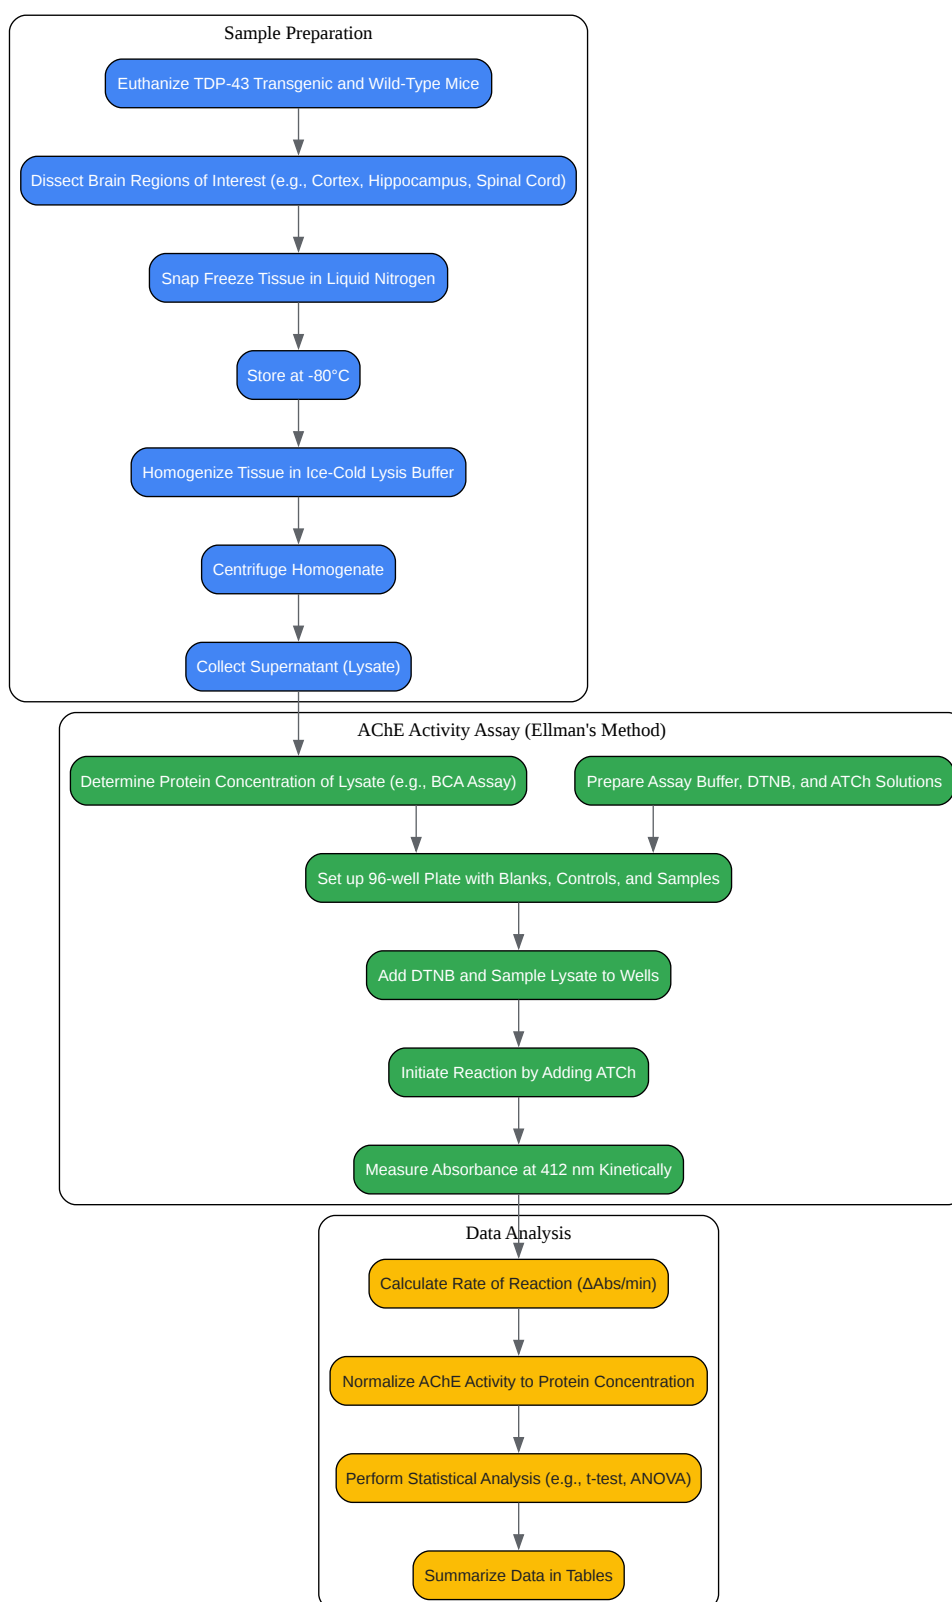 Sample Preparation
Euthanize TDP-43 Transgenic and Wild-Type Mice
Dissect Brain Regions of Interest (e.g., Cortex, Hippocampus, Spinal Cord)
Snap Freeze Tissue in Liquid Nitrogen
Store at -80°C
Homogenize Tissue in Ice-Cold Lysis Buffer
Centrifuge Homogenate
Collect Supernatant (Lysate)
AChE Activity Assay (Ellman's Method)
Determine Protein Concentration of Lysate (e.g., BCA Assay)
Prepare Assay Buffer, DTNB, and ATCh Solutions
Set up 96-well Plate with Blanks, Controls, and Samples
Add DTNB and Sample Lysate to Wells
Initiate Reaction by Adding ATCh
Measure Absorbance at 412 nm Kinetically
Data Analysis
Calculate Rate of Reaction (ΔAbs/min)
Normalize AChE Activity to Protein Concentration
Perform Statistical Analysis (e.g., t-test, ANOVA)
Summarize Data in Tables